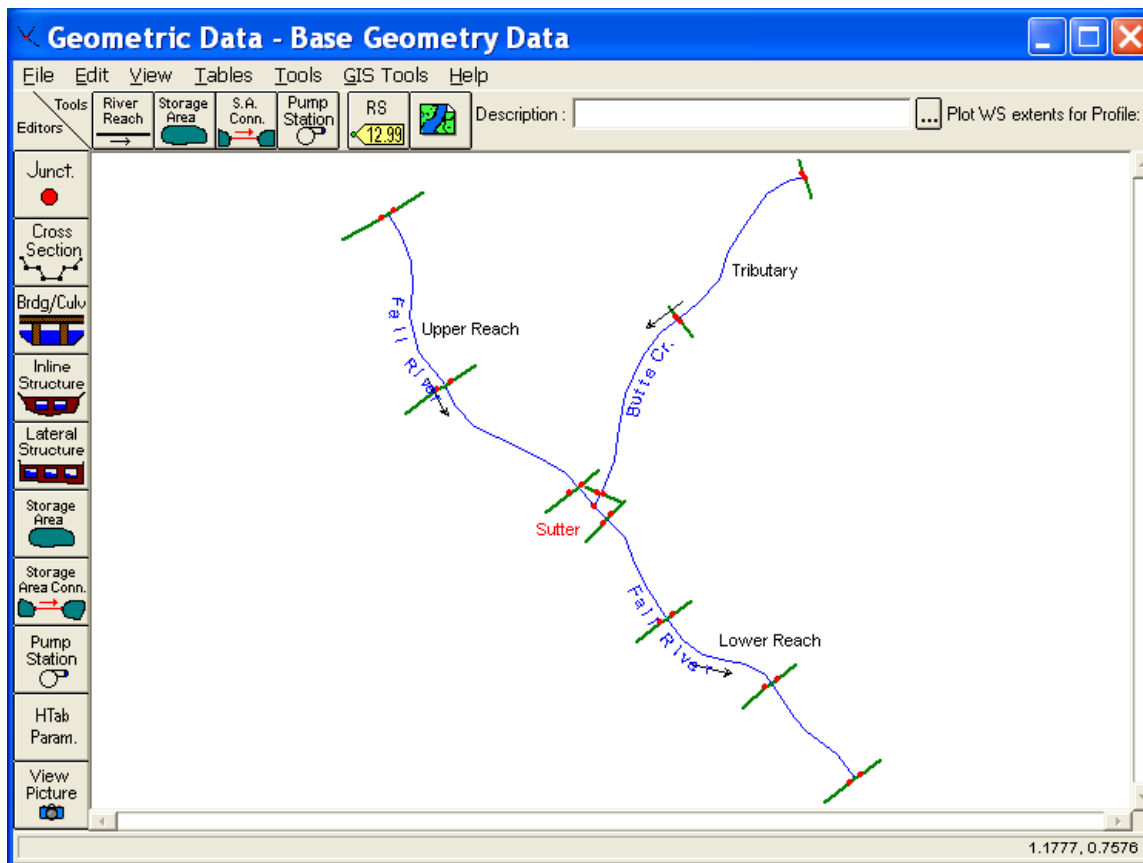 Geometric Data - Base Geometry Data
File Edit View Tables Tools GIS Tools Help
Tools
Editors
River
Reach
Storage
Area
S.A.
Conn.
Pump
Station
RS
12.99
Description :
...
Plot WS extents for Profile:
Junct.
Cross
Section
Brdg/Culv
Inline
Structure
Lateral
Structure
Storage
Area
Storage
Area Conn.
Pump
Station
HTab
Param.
View
Picture
Tributary
Fall River
Upper Reach
Butte Cr.
Sutter
Fall River
Lower Reach
1.1777, 0.7576